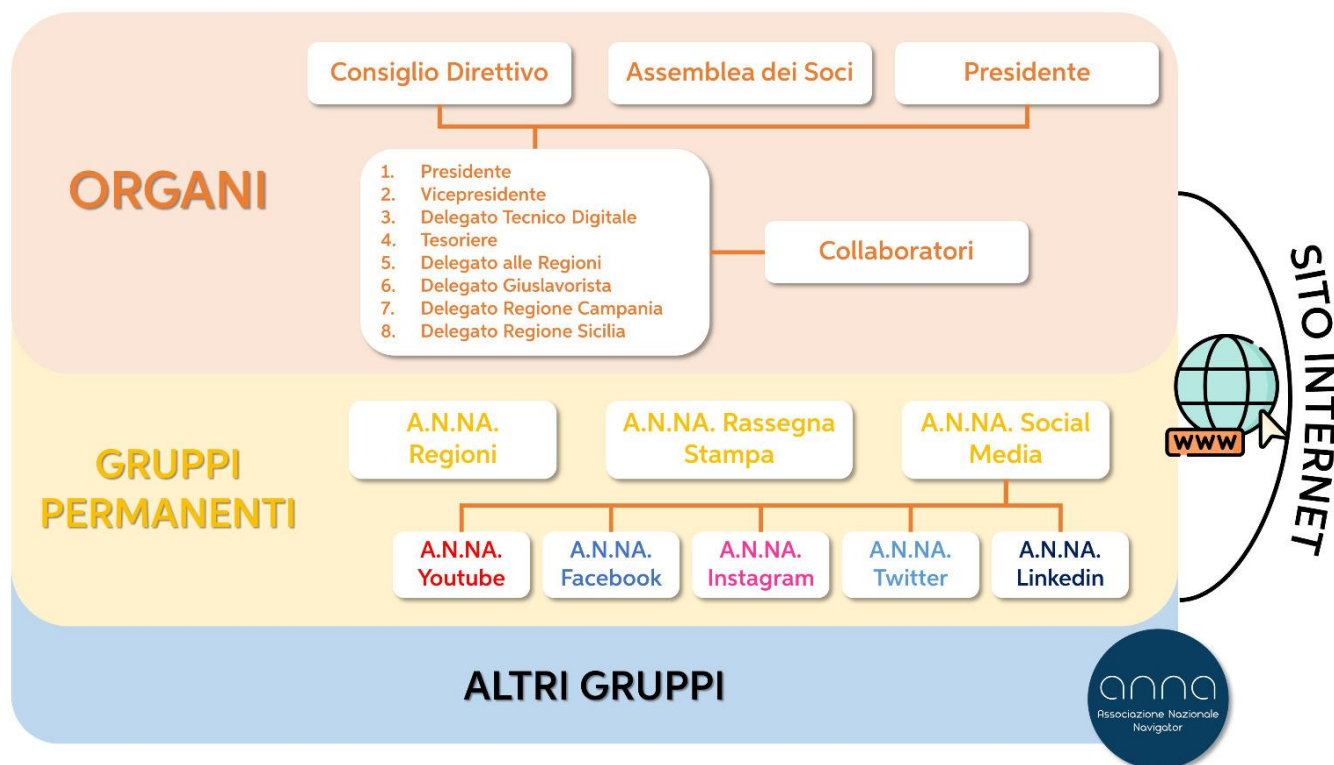 Consiglio Direttivo
Assemblea dei Soci
Presidente
ORGANI
1. Presidente
2. Vicepresidente
3. Delegato Tecnico Digitale
4. Tesoriere
5. Delegato alle Regioni
6. Delegato Giuslavorista
7. Delegato Regione Campania
8. Delegato Regione Sicilia
Collaboratori
GRUPPI
PERMANENTI
A.N.NA.
Regioni
A.N.NA. Rassegna
Stampa
A.N.NA. Social
Media
A.N.NA.
Youtube
A.N.NA.
Facebook
A.N.NA.
Instagram
A.N.NA.
Twitter
A.N.NA.
Linkedin
ALTRI GRUPPI
WWW
SITO INTERNET
anna
Associazione Nazionale
Navigator